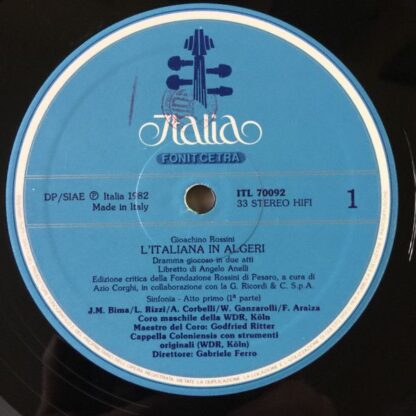 Italia
FONIT CETRA
DP/SIAE Ⓟ Italia 1982
Made in Italy
ITL 70092
33 STEREO HIFI
1
Gioachino Rossini
L'ITALIANA IN ALGERI
Dramma giocoso in due atti
Libretto di Angelo Anelli
Edizione critica della Fondazione Rossini di Pesaro, a cura di
Azio Corghi, in collaborazione con la G. Ricordi & C. S.p.A.
Sinfonia - Atto primo (1ª parte)
J.M. Bima/L. Rizzi/A. Corbelli/W. Ganzarolli/F. Araiza
Coro maschile della WDR, Köln
Maestro del Coro: Godfried Ritter
Cappella Coloniensis con strumenti
originali (WDR, Köln)
Direttore: Gabriele Ferro